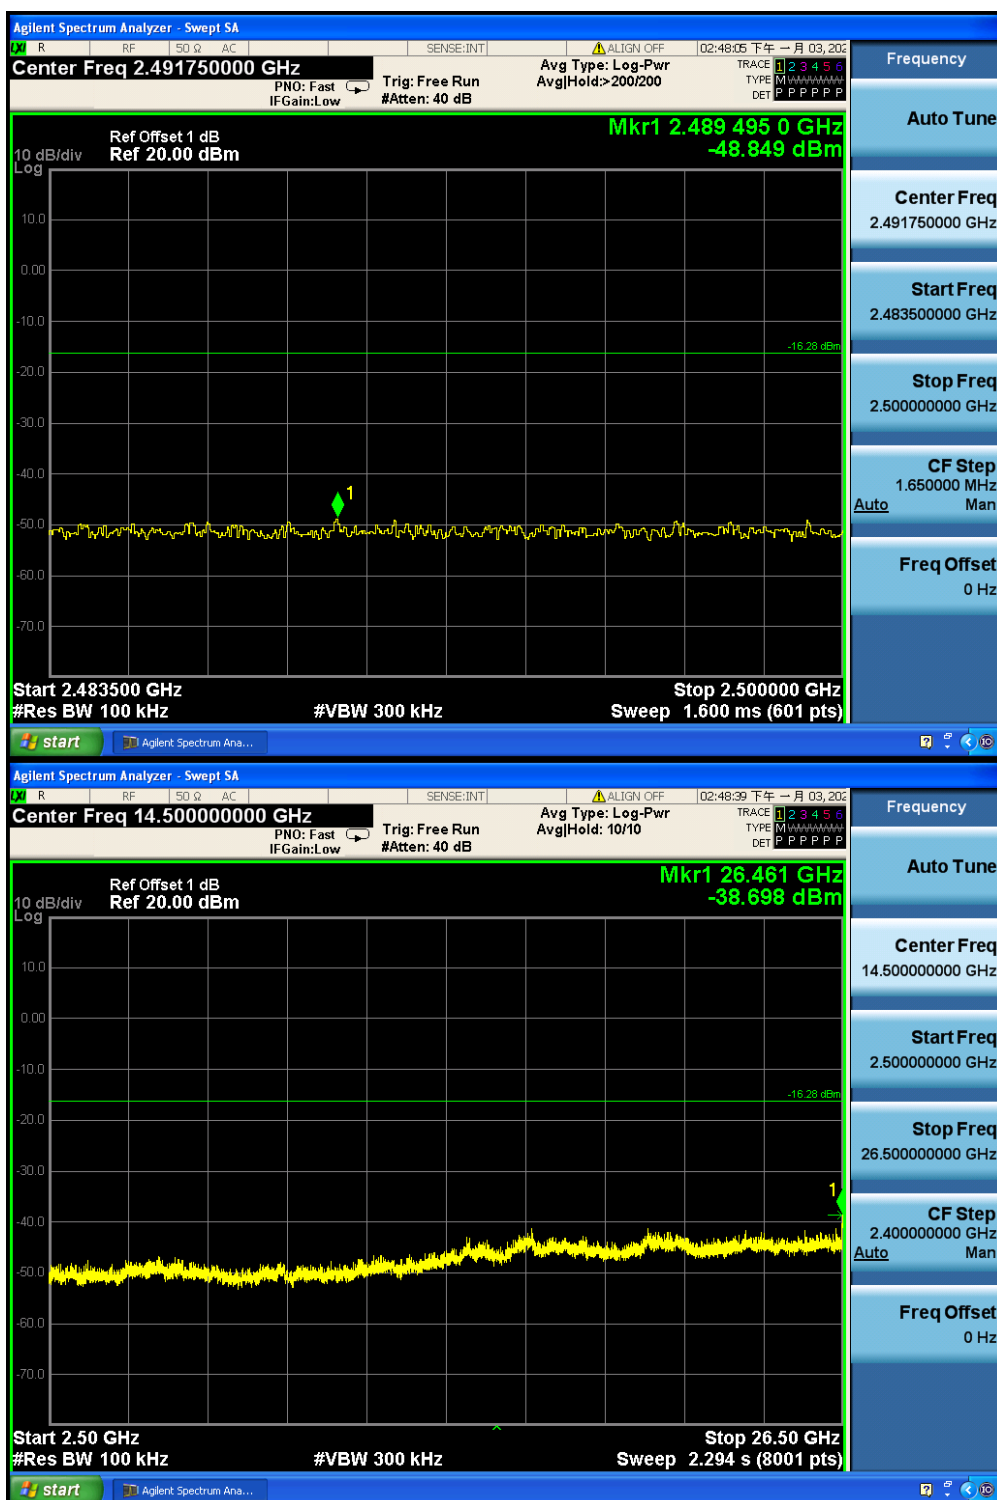 Agilent Spectrum Analyzer - Swept SA
LXI R RF 50 Ω AC SENSE:INT ALIGN OFF 02:48:05 下午 一月 03, 202
Center Freq 2.491750000 GHz
PNO: Fast
IFGain:Low
Trig: Free Run
#Atten: 40 dB
Avg Type: Log-Pwr
Avg|Hold:>200/200
TRACE 1 2 3 4 5 6
TYPE M
DET P P P P P P
Frequency
Auto Tune
Mkr1 2.489 495 0 GHz
-48.849 dBm
Ref Offset 1 dB
10 dB/div Ref 20.00 dBm
Log
10.0
0.00
-10.0
-16.28 dBm
-20.0
-30.0
-40.0
1
-50.0
-60.0
-70.0
Start 2.483500 GHz Stop 2.500000 GHz
#Res BW 100 kHz #VBW 300 kHz Sweep 1.600 ms (601 pts)
Center Freq
2.491750000 GHz
Start Freq
2.483500000 GHz
Stop Freq
2.500000000 GHz
CF Step
1.650000 MHz
Auto Man
Freq Offset
0 Hz
start Agilent Spectrum Ana...
Agilent Spectrum Analyzer - Swept SA
LXI R RF 50 Ω AC SENSE:INT ALIGN OFF 02:48:39 下午 一月 03, 202
Center Freq 14.500000000 GHz
PNO: Fast
IFGain:Low
Trig: Free Run
#Atten: 40 dB
Avg Type: Log-Pwr
Avg|Hold: 10/10
TRACE 1 2 3 4 5 6
TYPE M
DET P P P P P P
Frequency
Auto Tune
Mkr1 26.461 GHz
-38.698 dBm
Ref Offset 1 dB
10 dB/div Ref 20.00 dBm
Log
10.0
0.00
-10.0
-16.28 dBm
-20.0
-30.0
1
-40.0
-50.0
-60.0
-70.0
Start 2.50 GHz Stop 26.50 GHz
#Res BW 100 kHz #VBW 300 kHz Sweep 2.294 s (8001 pts)
Center Freq
14.500000000 GHz
Start Freq
2.500000000 GHz
Stop Freq
26.500000000 GHz
CF Step
2.400000000 GHz
Auto Man
Freq Offset
0 Hz
start Agilent Spectrum Ana...